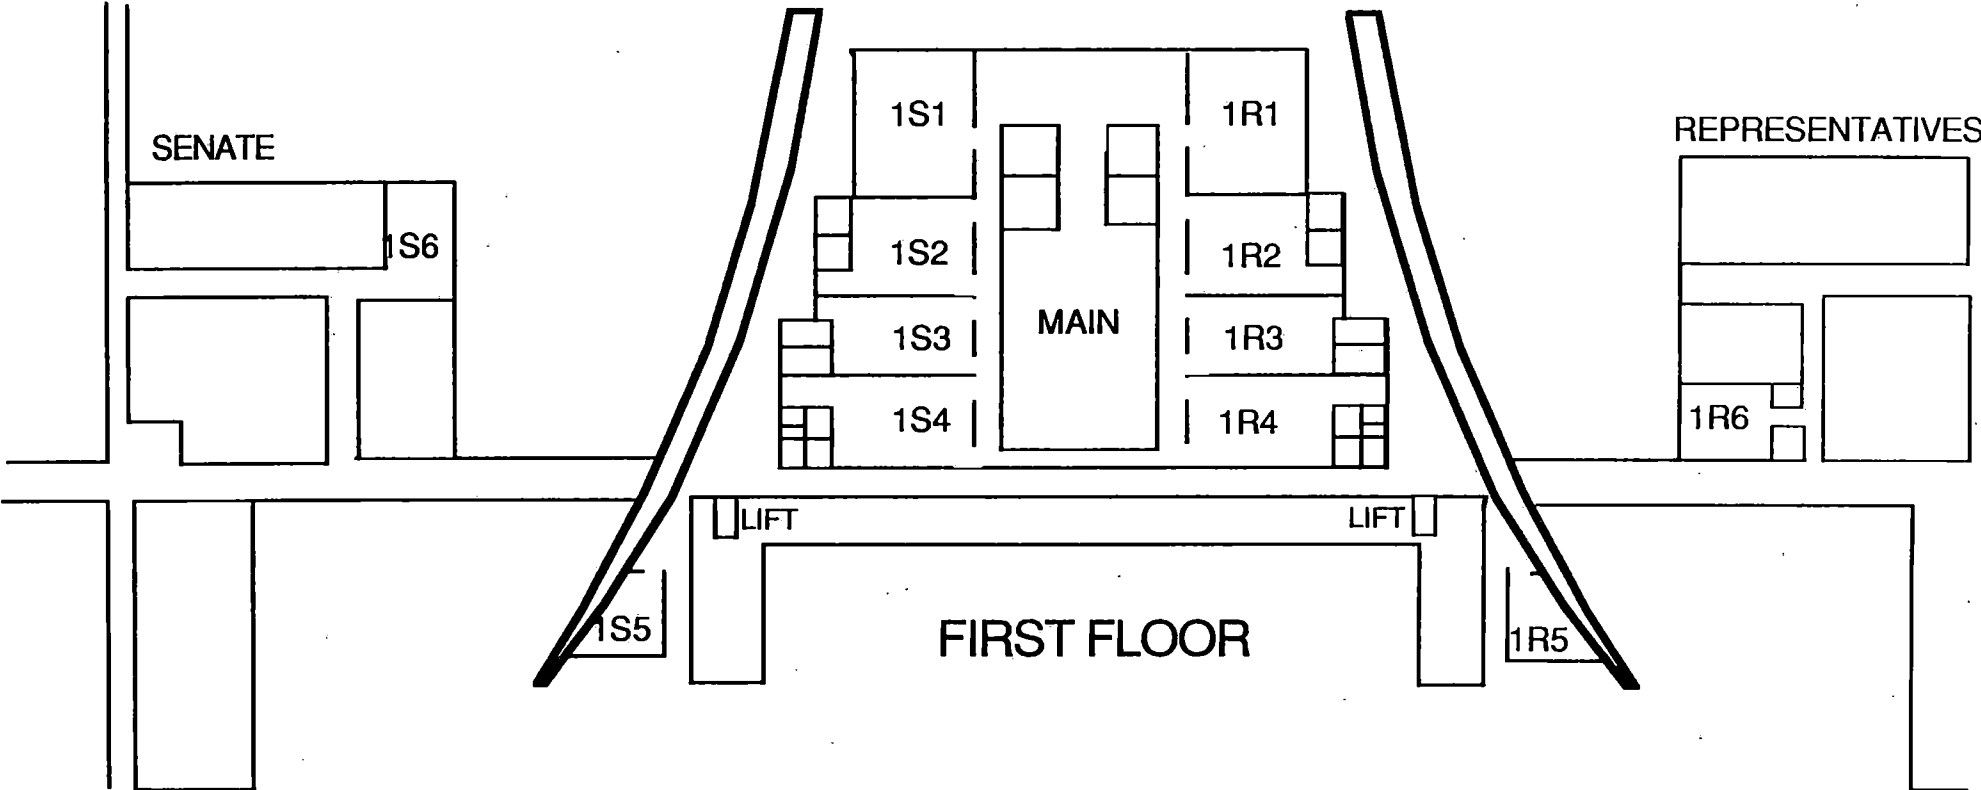 1S1
1R1
REPRESENTATIVES
SENATE
1S6
1S2
1R2
MAIN
1S3
1R3
1S4
1R4
1R6
LIFT
LIFT
1S5
FIRST FLOOR
1R5